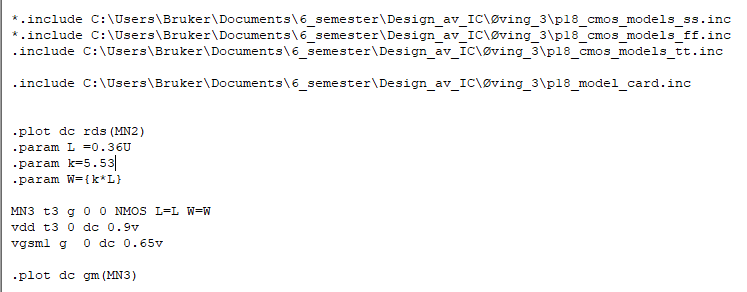 *.include C:\Users\Bruker\Documents\6_semester\Design_av_IC\Øving_3\p18_cmos_models_ss.inc
*.include C:\Users\Bruker\Documents\6_semester\Design_av_IC\Øving_3\p18_cmos_models_ff.inc
.include C:\Users\Bruker\Documents\6_semester\Design_av_IC\Øving_3\p18_cmos_models_tt.inc
.include C:\Users\Bruker\Documents\6_semester\Design_av_IC\Øving_3\p18_model_card.inc
.plot dc rds(MN2)
.param L =0.36U
.param k=5.53
.param W={k*L}
MN3 t3 g 0 0 NMOS L=L W=W
vdd t3 0 dc 0.9v
vgsm1 g  0 dc 0.65v
.plot dc gm(MN3)